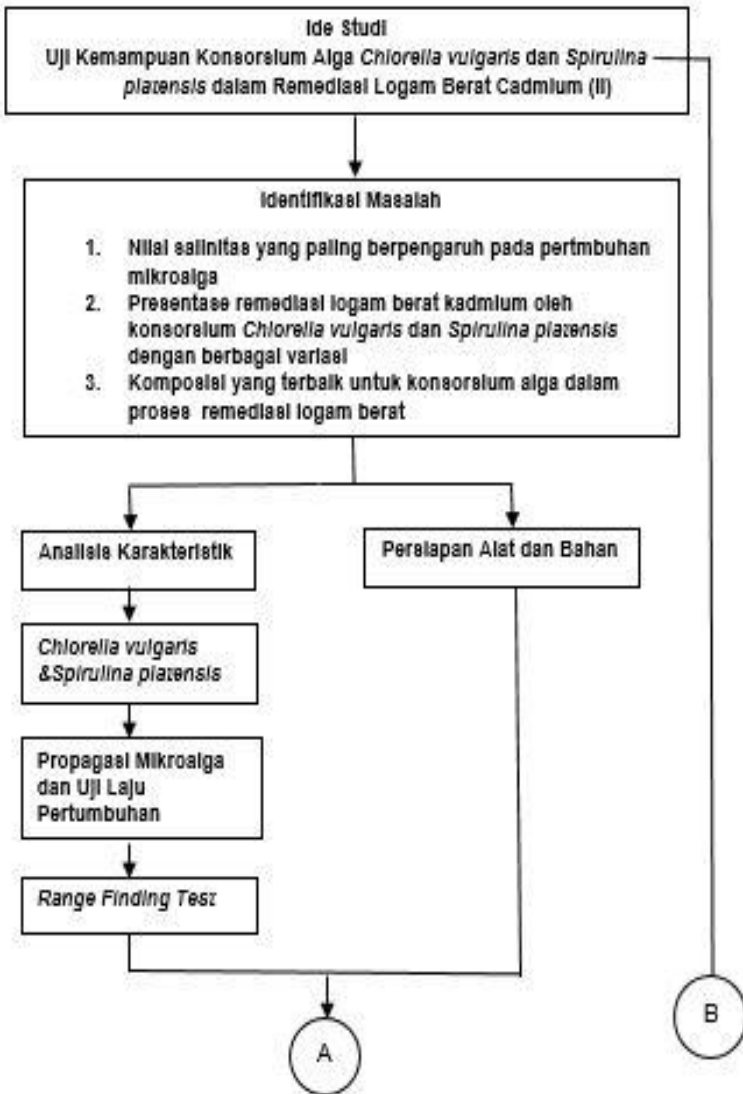 Ide Studi
Uji Kemampuan Konsorsium Alga Chlorella vulgaris dan Spirulina
platensis dalam Remediasi Logam Berat Cadmium (II)
Identifikasi Masalah
1. Nilai salinitas yang paling berpengaruh pada pertmbuhan
mikroalga
2. Presentase remediasi logam berat kadmium oleh
konsorsium Chlorella vulgaris dan Spirulina platensis
dengan berbagai variasi
3. Komposisi yang terbaik untuk konsorsium alga dalam
proses remediasi logam berat
Analisis Karakteristik
Persiapan Alat dan Bahan
Chlorella vulgaris
&Spirulina platensis
Propagasi Mikroalga
dan Uji Laju
Pertumbuhan
Range Finding Test
A
B